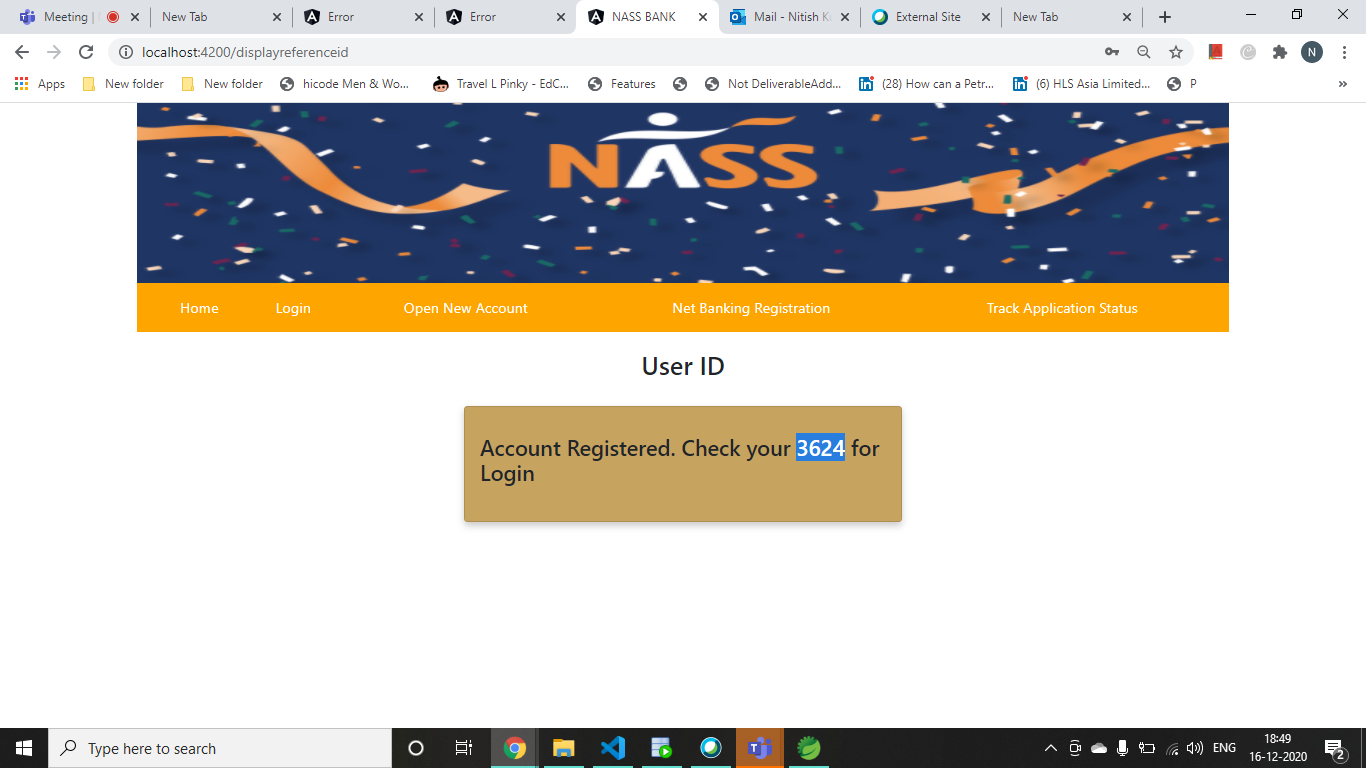 Meeting |
New Tab
Error
Error
NASS BANK
Mail - Nitish K
External Site
New Tab
localhost:4200/displayreferenceid
N
Apps
New folder
New folder
hicode Men & Wo...
Travel L Pinky - EdC...
Features
Not DeliverableAdd...
(28) How can a Petr...
(6) HLS Asia Limited...
P
»
NASS
Home
Login
Open New Account
Net Banking Registration
Track Application Status
User ID
Account Registered. Check your 3624 for
Login
Type here to search
ENG
18:49
16-12-2020
2